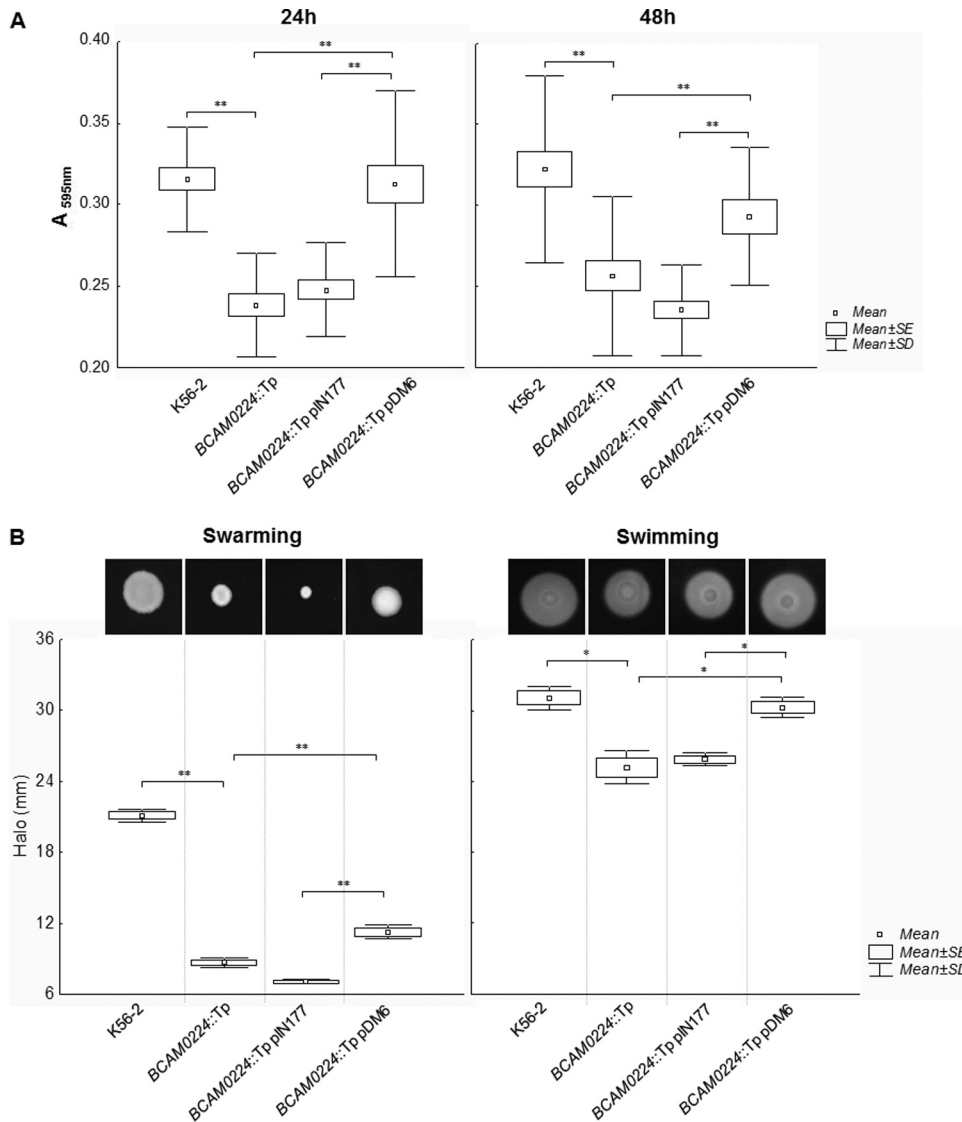 A
24h
48h
0.40
0.35
0.30
0.25
0.20
A 595nm
**
**
**
**
**
**
Mean
Mean±SE
Mean±SD
K56-2
BCAM0224::Tp
BCAM0224::Tp pIN177
BCAM0224::Tp pDM6
K56-2
BCAM0224::Tp
BCAM0224::Tp pIN177
BCAM0224::Tp pDM6
B
Swarming
Swimming
36
30
24
18
12
6
Halo (mm)
**
**
**
*
*
*
Mean
Mean±SE
Mean±SD
K56-2
BCAM0224::Tp
BCAM0224::Tp pIN177
BCAM0224::Tp pDM6
K56-2
BCAM0224::Tp
BCAM0224::Tp pIN177
BCAM0224::Tp pDM6